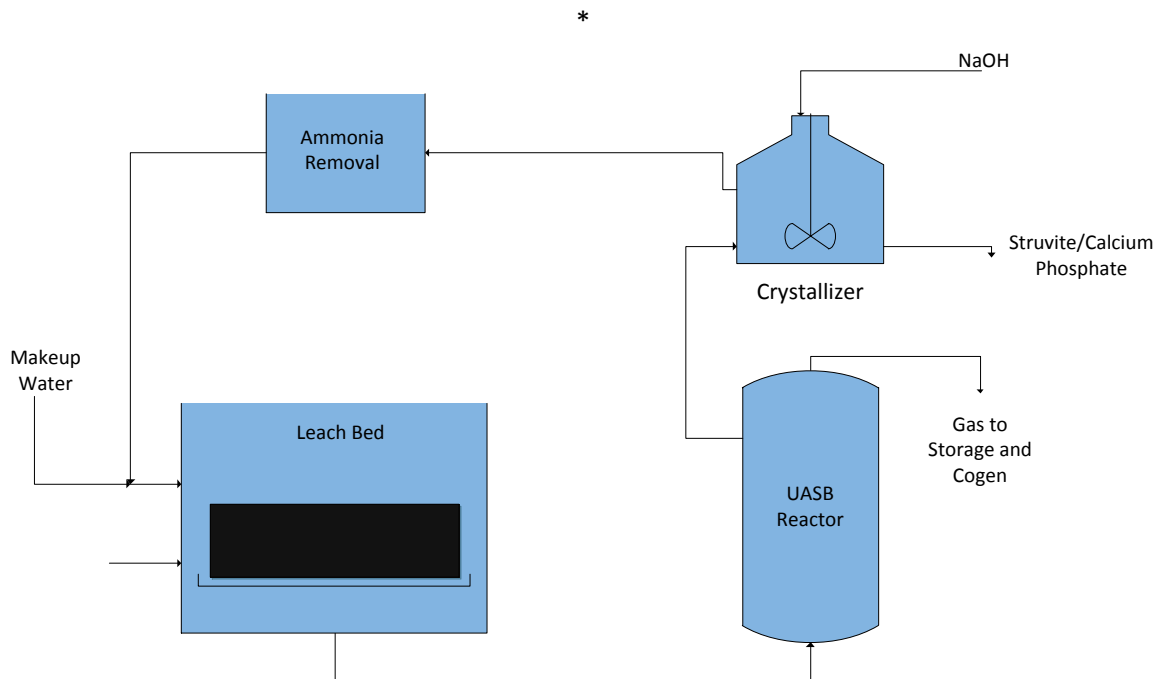 *
NaOH
Ammonia
Removal
Struvite/Calcium
Phosphate
Crystallizer
Makeup
Water
Leach Bed
Gas to
Storage and
Cogen
UASB
Reactor